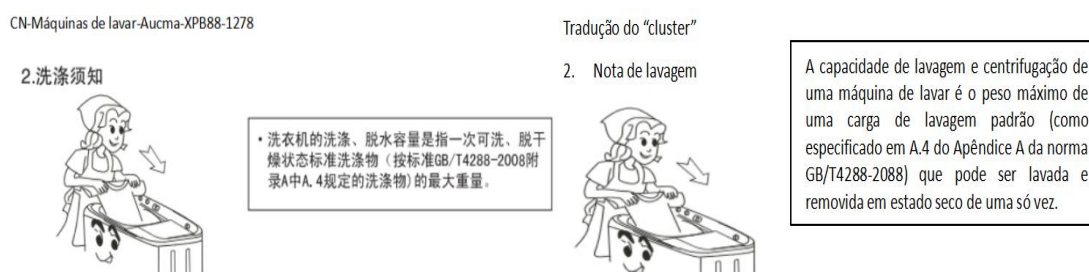 CN-Máquinas de lavar-Aucma-XPB88-1278
2.洗涤须知
•洗衣机的洗涤、脱水容量是指一次可洗、脱干
燥状态标准洗涤物（按标准GB/T4288-2008附
录A中A.4规定的洗涤物)的最大重量。
Tradução do “cluster”
2. Nota de lavagem
A capacidade de lavagem e centrifugação de
uma máquina de lavar é o peso máximo de
uma carga de lavagem padrão (como
especificado em A.4 do Apêndice A da norma
GB/T4288-2088) que pode ser lavada e
removida em estado seco de uma só vez.